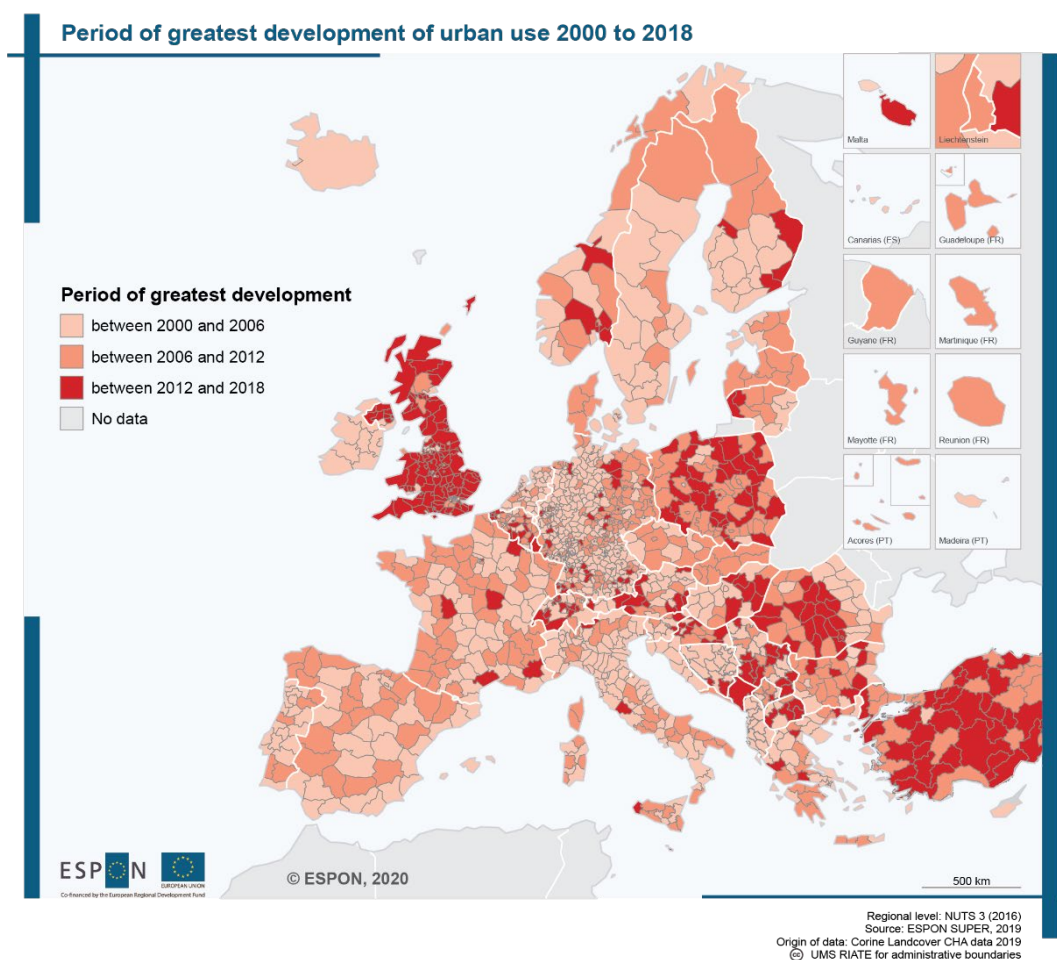 Period of greatest development of urban use 2000 to 2018
Malta
Liechtenstein
Canarias (ES)
Guadeloupe (FR)
Guyane (FR)
Martinique (FR)
Mayotte (FR)
Reunion (FR)
Acores (PT)
Madeira (PT)
Period of greatest development
between 2000 and 2006
between 2006 and 2012
between 2012 and 2018
No data
ESPON
EUROPEAN UNION
Co-financed by the European Regional Development Fund
© ESPON, 2020
500 km
Regional level: NUTS 3 (2016)
Source: ESPON SUPER, 2019
Origin of data: Corine Landcover CHA data 2019
(cc) UMS RIATE for administrative boundaries